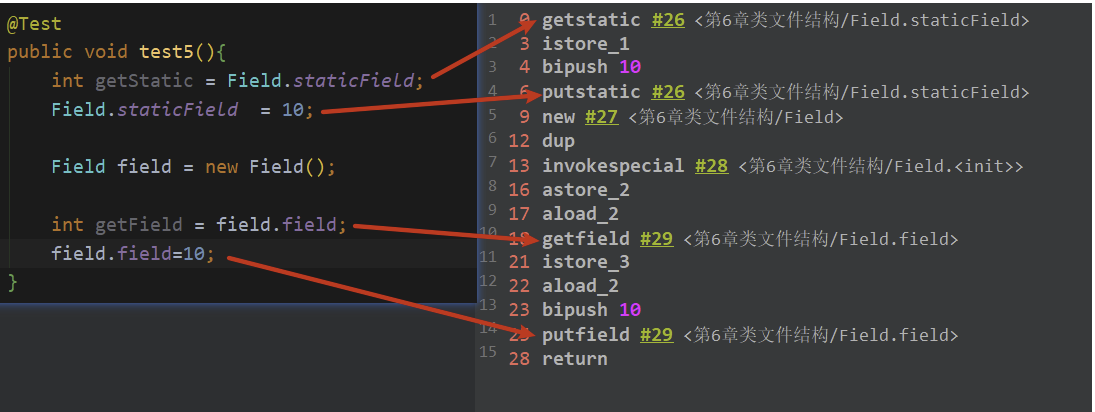 @Test
public void test5(){
int getStatic = Field.staticField;
Field.staticField = 10;
Field field = new Field();
int getField = field.field;
field.field=10;
}
1 0 getstatic #26 <第6章类文件结构/Field.staticField>
2 3 istore_1
3 4 bipush 10
4 6 putstatic #26 <第6章类文件结构/Field.staticField>
5 9 new #27 <第6章类文件结构/Field>
6 12 dup
7 13 invokespecial #28 <第6章类文件结构/Field.<init>>
8 16 astore_2
9 17 aload_2
10 18 getfield #29 <第6章类文件结构/Field.field>
11 21 istore_3
12 22 aload_2
13 23 bipush 10
14 25 putfield #29 <第6章类文件结构/Field.field>
15 28 return